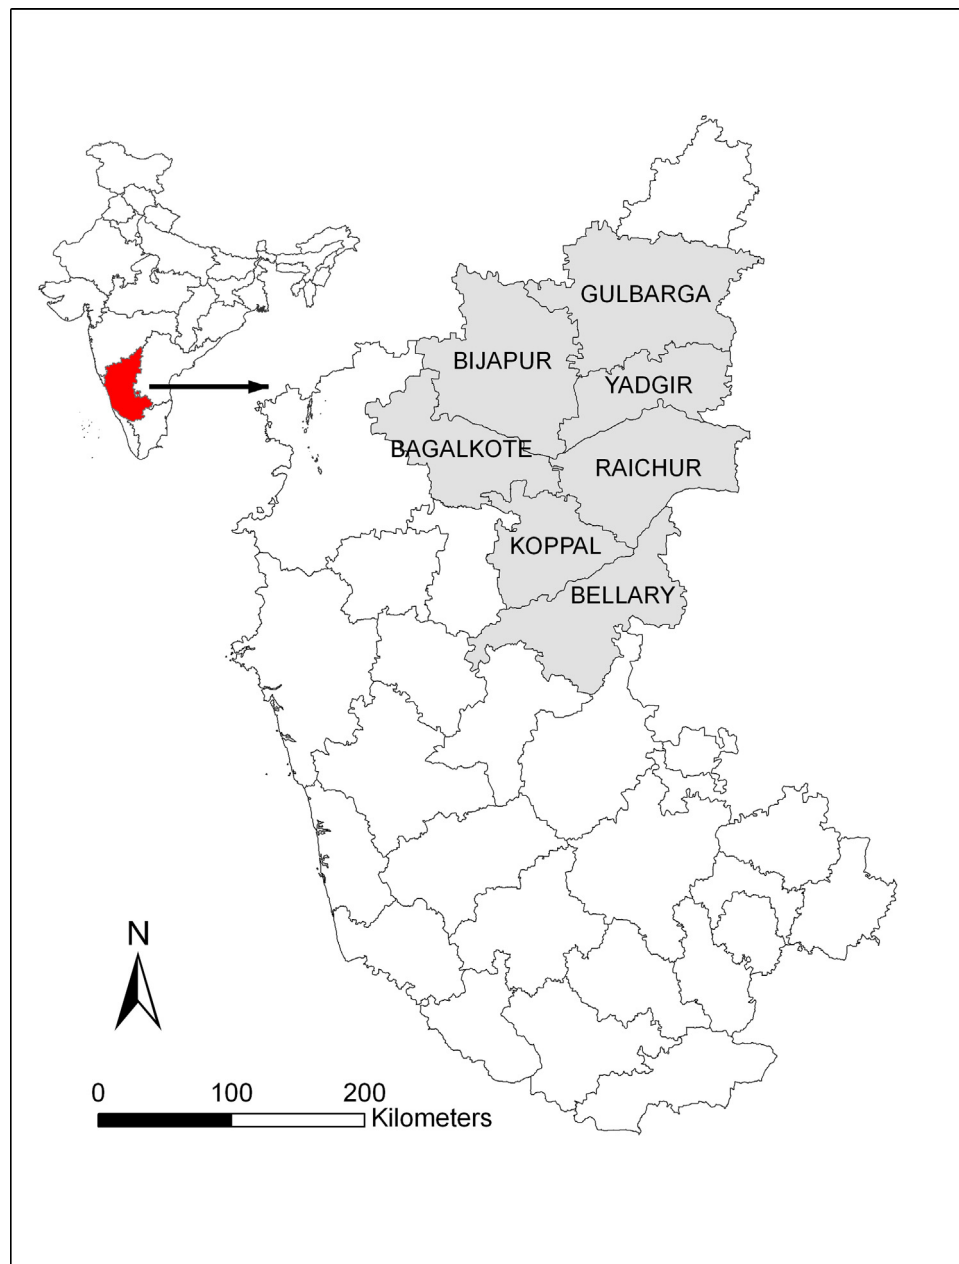 GULBARGA
BIJAPUR
YADGIR
BAGALKOTE
RAICHUR
KOPPAL
BELLARY
N
0 100 200
Kilometers